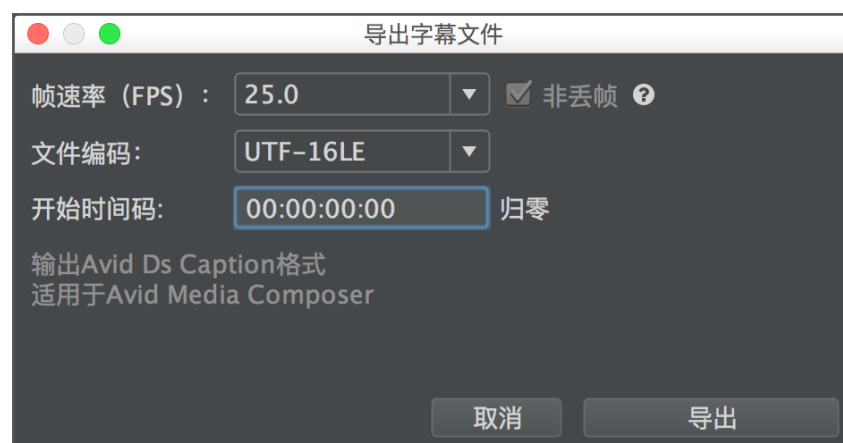 导出字幕文件
帧速率（FPS）: 25.0 非丢帧 ?
文件编码: UTF-16LE
开始时间码: 00:00:00:00 归零
输出Avid Ds Caption格式
适用于Avid Media Composer
取消 导出